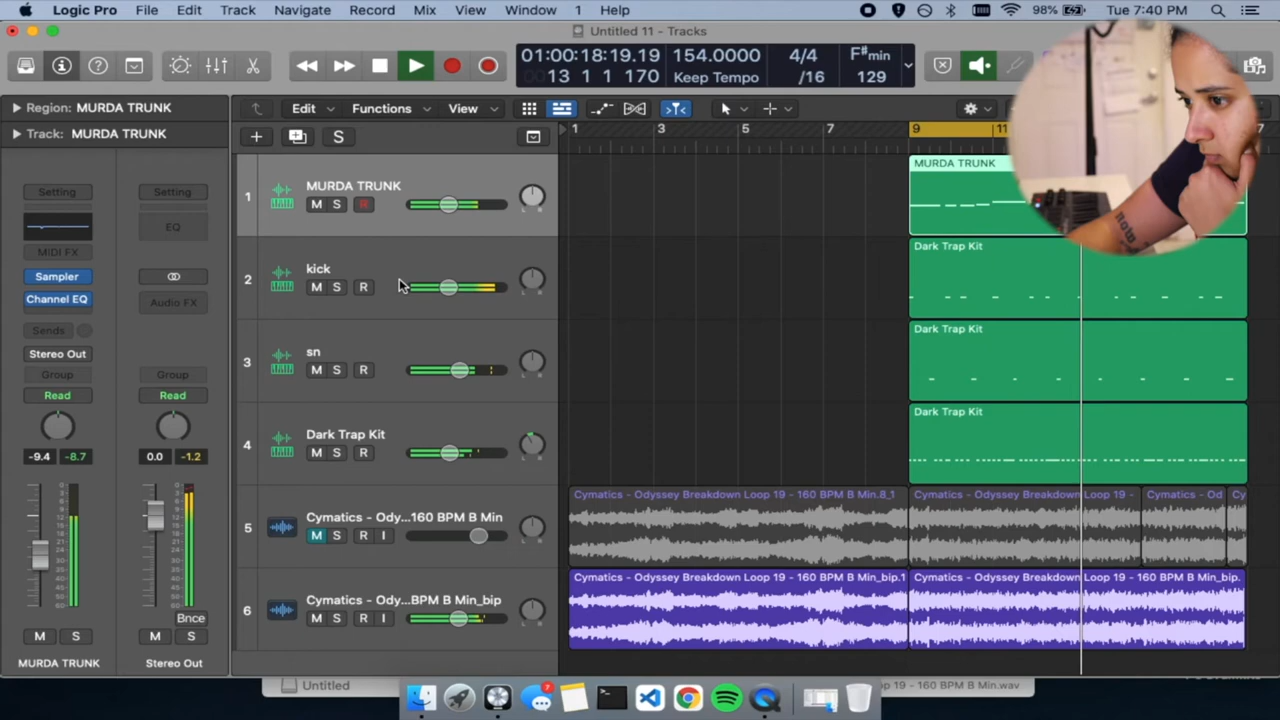 Logic Pro File Edit Track Navigate Record Mix View Window 1 Help 98% Tue 7:40 PM
Untitled 11 - Tracks
01:00:18:19.19 154.0000 4/4 F♯min
13 1 1 170 Keep Tempo /16 129
Region: MURDA TRUNK
Track: MURDA TRUNK
Edit Functions View
S
1 3 5 7 9 11 7
Setting Setting
EQ
MIDI FX
Sampler
Channel EQ Audio FX
Sends
Stereo Out
Group Group
Read Read
-9.4 -8.7 0.0 -1.2
Bnce
M S M S
MURDA TRUNK Stereo Out
1 MURDA TRUNK
M S R
MURDA TRUNK
2 kick
M S R
Dark Trap Kit
3 sn
M S R
Dark Trap Kit
4 Dark Trap Kit
M S R
Dark Trap Kit
5 Cymatics - Ody...160 BPM B Min
M S R I
Cymatics - Odyssey Breakdown Loop 19 - 160 BPM B Min.8_1
Cymatics - Odyssey Breakdown Loop 19 -
Cymatics - Od
Cy
6 Cymatics - Ody...BPM B Min_bip
M S R I
Cymatics - Odyssey Breakdown Loop 19 - 160 BPM B Min_bip.1
Cymatics - Odyssey Breakdown Loop 19 - 160 BPM B Min_bip.
Untitled
19 - 160 BPM B Min.wav
7